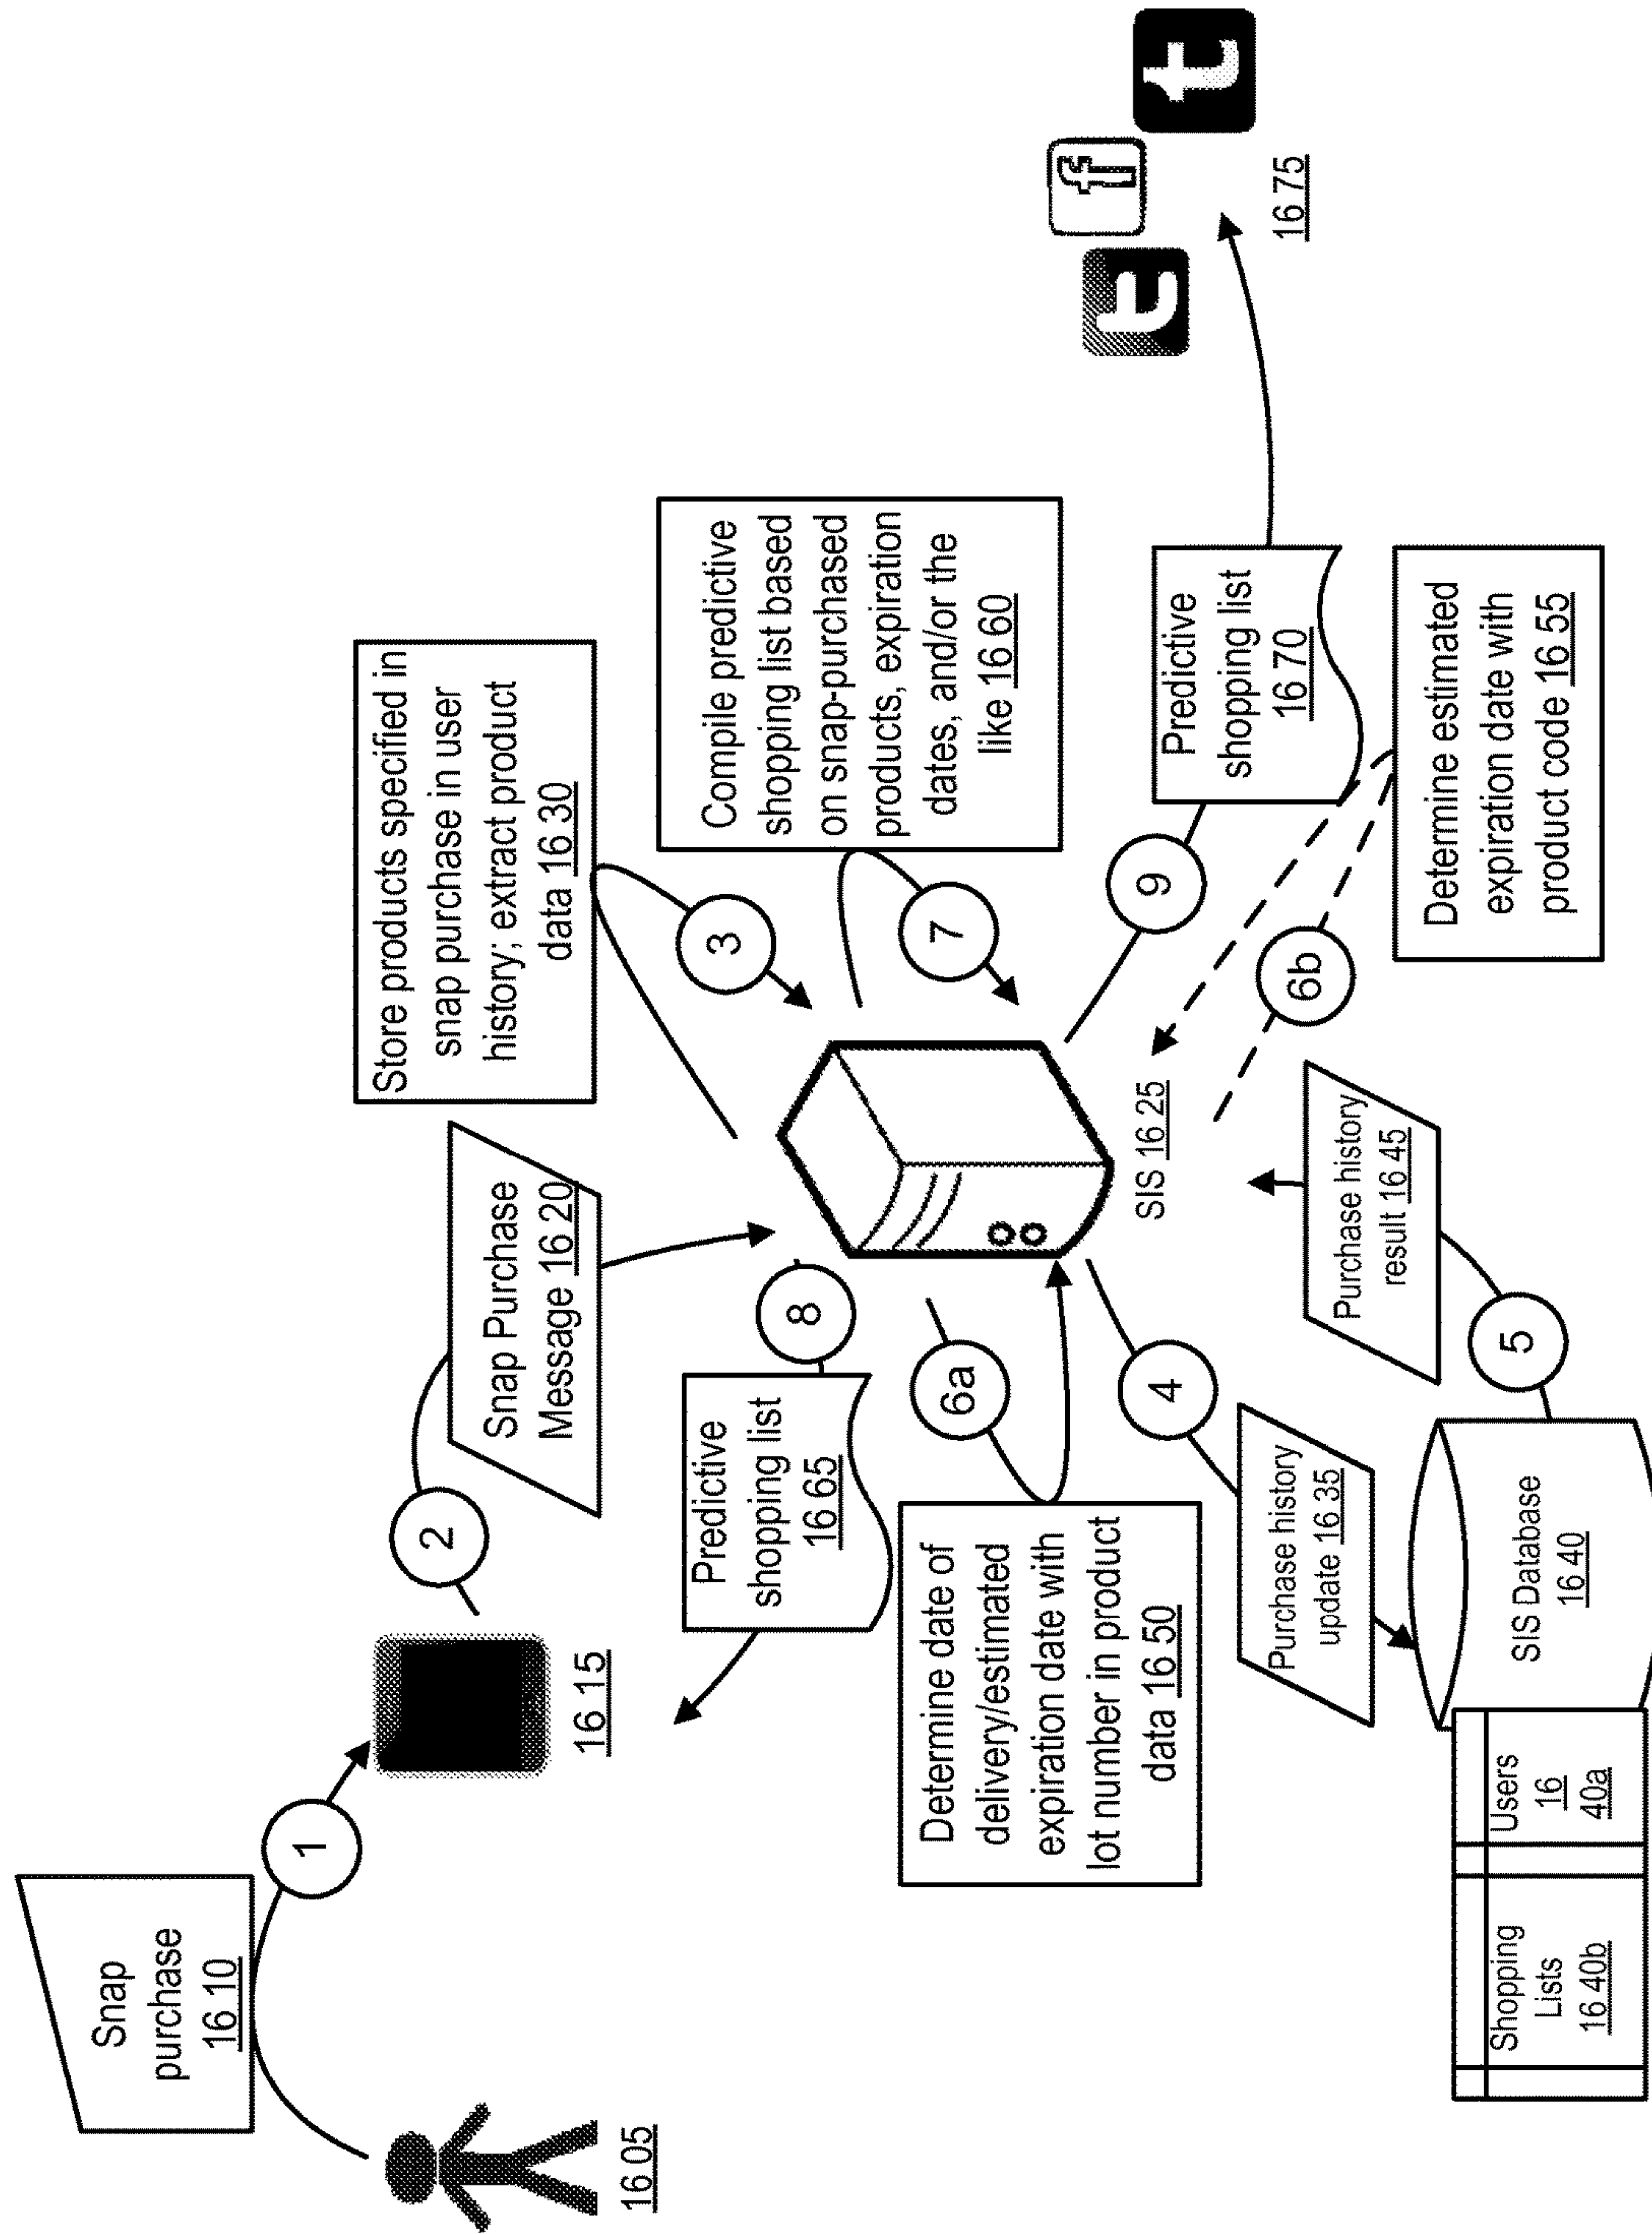 Snap
purchase
16 10
1
16 05
16 15
2
Snap Purchase
Message 16 20
Store products specified in
snap purchase in user
history; extract product
data 16 30
3
Compile predictive
shopping list based
on snap-purchased
products, expiration
dates, and/or the
like 16 60
7
8
Predictive
shopping list
16 65
6a
Determine date of
delivery/estimated
expiration date with
lot number in product
data 16 50
SIS 16 25
4
Purchase history
update 16 35
SIS Database
16 40
Users
16
40a
Shopping
Lists
16 40b
5
Purchase history
result 16 45
6b
Determine estimated
expiration date with
product code 16 55
9
Predictive
shopping list
16 70
f
t
16 75